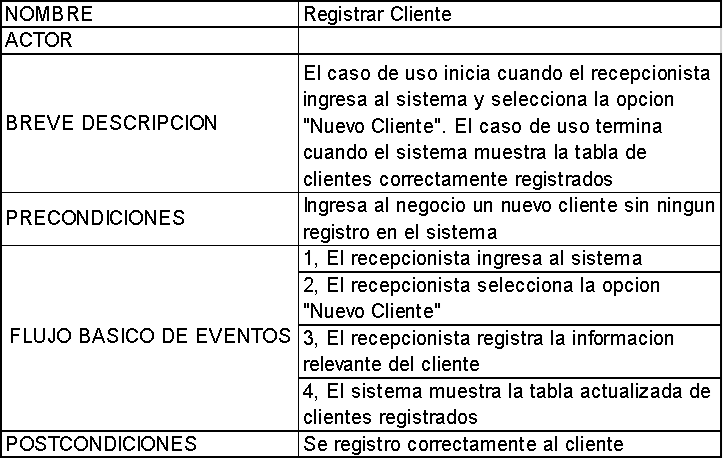 NOMBRE Registrar Cliente
ACTOR
BREVE DESCRIPCION
El caso de uso inicia cuando el recepcionista
ingresa al sistema y selecciona la opcion
"Nuevo Cliente". El caso de uso termina
cuando el sistema muestra la tabla de
clientes correctamente registrados
PRECONDICIONES
Ingresa al negocio un nuevo cliente sin ningun
registro en el sistema
FLUJO BASICO DE EVENTOS
1, El recepcionista ingresa al sistema
2, El recepcionista selecciona la opcion
"Nuevo Cliente"
3, El recepcionista registra la informacion
relevante del cliente
4, El sistema muestra la tabla actualizada de
clientes registrados
POSTCONDICIONES Se registro correctamente al cliente